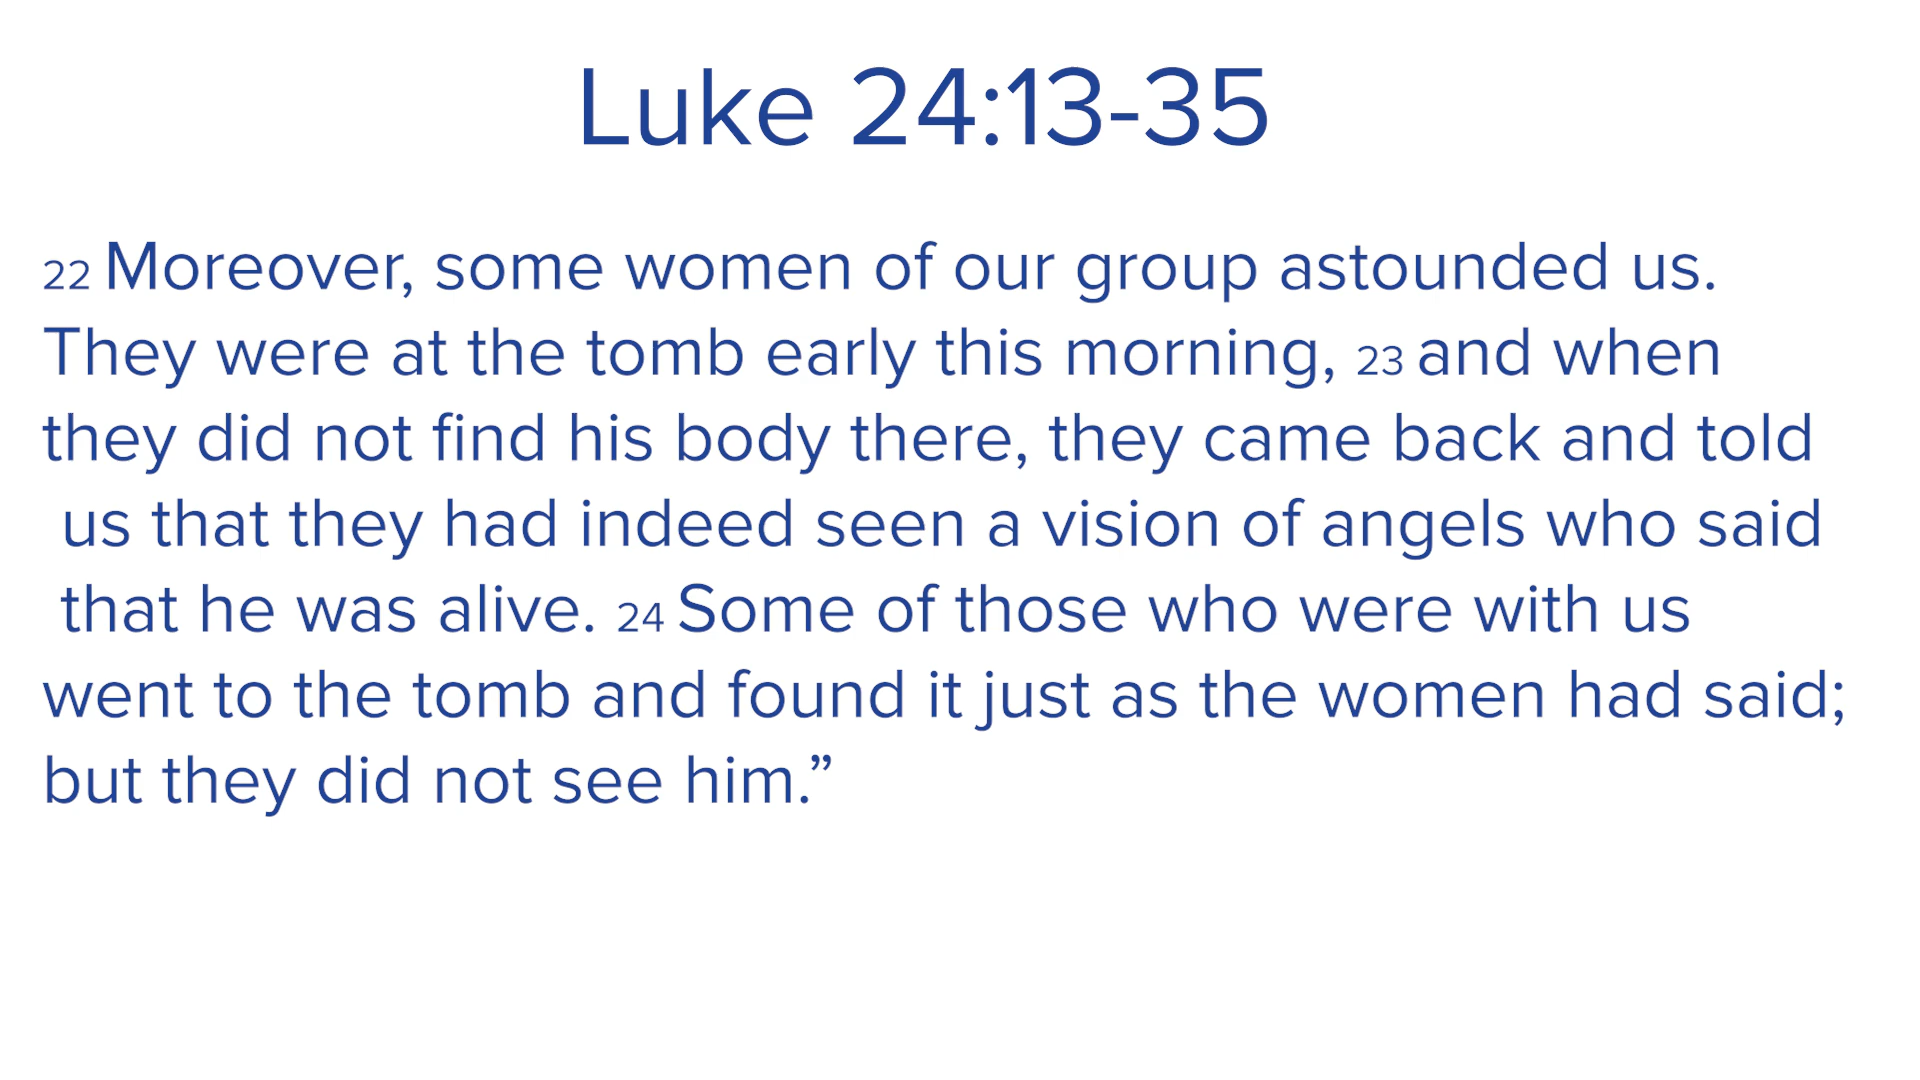 Luke 24:13-35
22 Moreover, some women of our group astounded us.
They were at the tomb early this morning, 23 and when
they did not find his body there, they came back and told
us that they had indeed seen a vision of angels who said
that he was alive. 24 Some of those who were with us
went to the tomb and found it just as the women had said;
but they did not see him.”